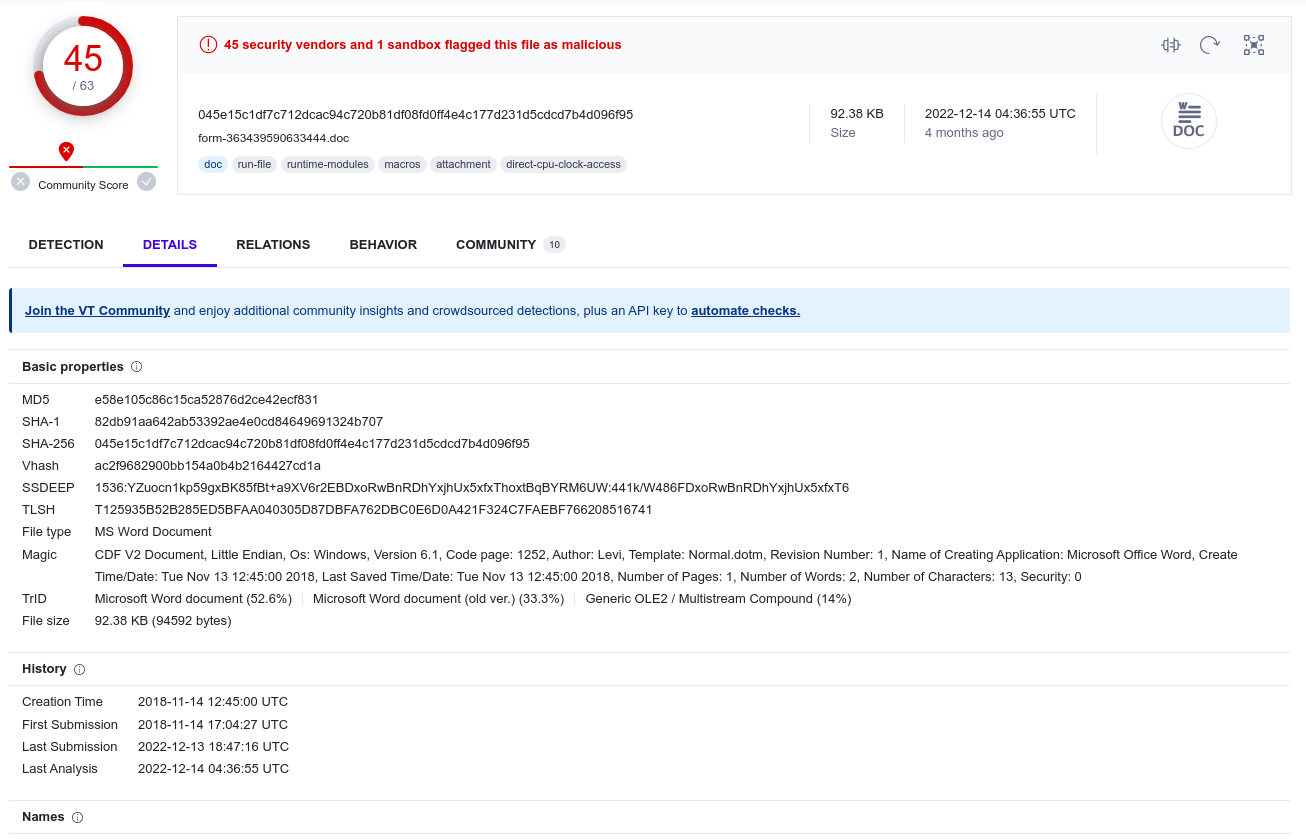 45
/ 63
Community Score
45 security vendors and 1 sandbox flagged this file as malicious
045e15c1df7c712dcac94c720b81df08fd0ff4e4c177d231d5cdcd7b4d096f95
form-363439590633444.doc
doc run-file runtime-modules macros attachment direct-cpu-clock-access
92.38 KB
Size
2022-12-14 04:36:55 UTC
4 months ago
W
DOC
DETECTION DETAILS RELATIONS BEHAVIOR COMMUNITY 10
Join the VT Community and enjoy additional community insights and crowdsourced detections, plus an API key to automate checks.
Basic properties
MD5 e58e105c86c15ca52876d2ce42ecf831
SHA-1 82db91aa642ab53392ae4e0cd84649691324b707
SHA-256 045e15c1df7c712dcac94c720b81df08fd0ff4e4c177d231d5cdcd7b4d096f95
Vhash ac2f9682900bb154a0b4b2164427cd1a
SSDEEP 1536:YZuocn1kp59gxBK85fBt+a9XV6r2EBDxoRwBnRDhYxjhUx5xfxThoxtBqBYRM6UW:441k/W486FDxoRwBnRDhYxjhUx5xfxT6
TLSH T125935B52B285ED5BFAA040305D87DBFA762DBC0E6D0A421F324C7FAEBF766208516741
File type MS Word Document
Magic CDF V2 Document, Little Endian, Os: Windows, Version 6.1, Code page: 1252, Author: Levi, Template: Normal.dotm, Revision Number: 1, Name of Creating Application: Microsoft Office Word, Create
Time/Date: Tue Nov 13 12:45:00 2018, Last Saved Time/Date: Tue Nov 13 12:45:00 2018, Number of Pages: 1, Number of Words: 2, Number of Characters: 13, Security: 0
TrID Microsoft Word document (52.6%) Microsoft Word document (old ver.) (33.3%) Generic OLE2 / Multistream Compound (14%)
File size 92.38 KB (94592 bytes)
History
Creation Time 2018-11-14 12:45:00 UTC
First Submission 2018-11-14 17:04:27 UTC
Last Submission 2022-12-13 18:47:16 UTC
Last Analysis 2022-12-14 04:36:55 UTC
Names